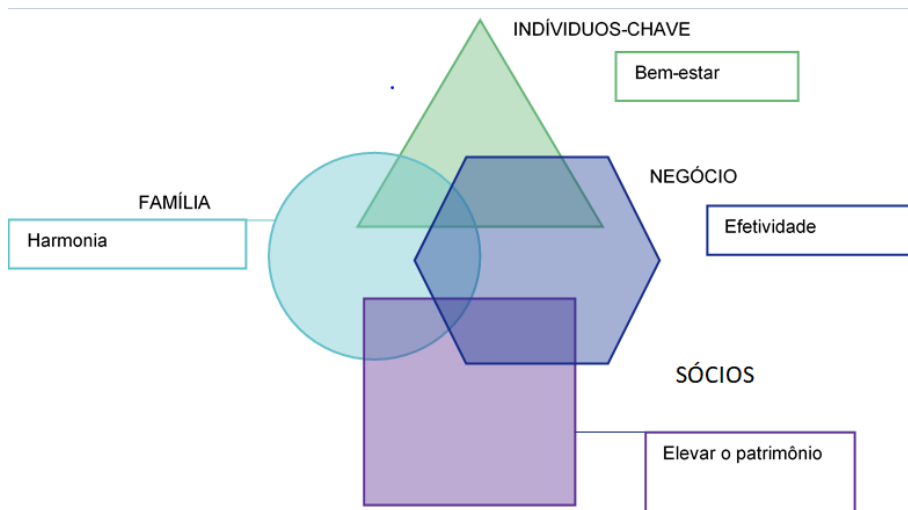 INDÍVIDUOS-CHAVE
Bem-estar
NEGÓCIO
FAMÍLIA
Efetividade
Harmonia
SÓCIOS
Elevar o patrimônio